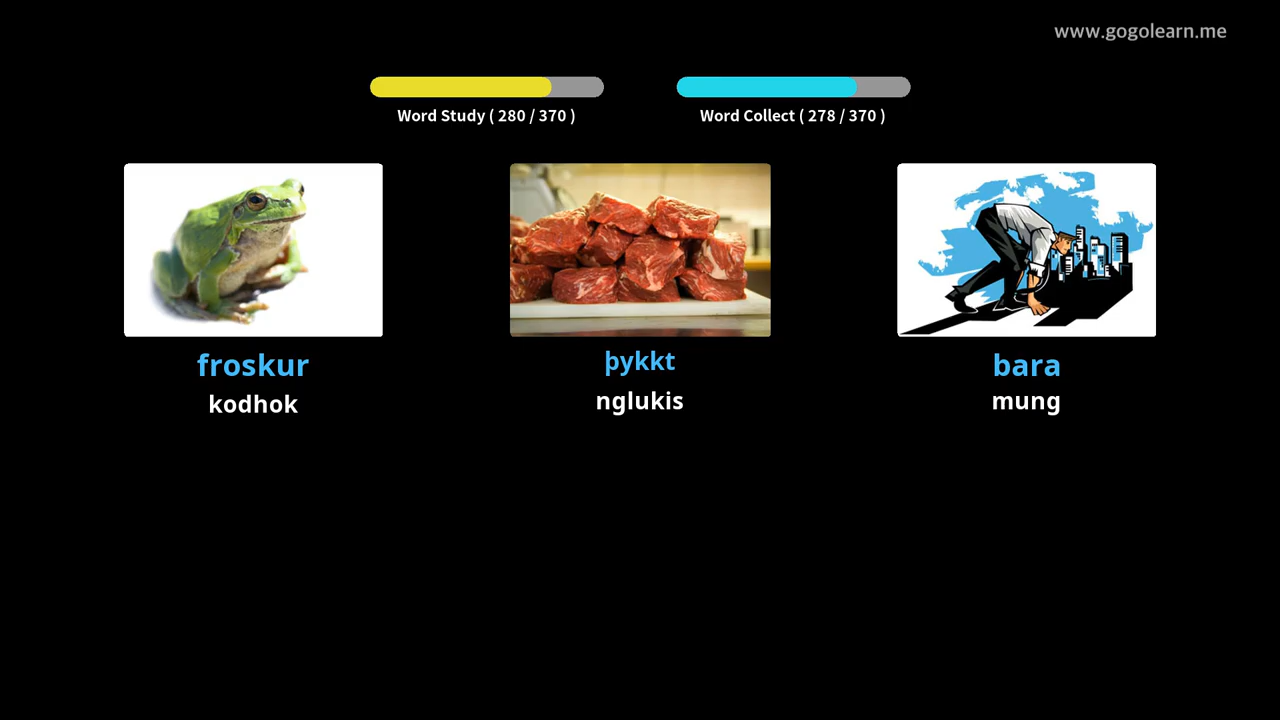 www.gogolearn.me
Word Study ( 280 / 370 )
Word Collect ( 278 / 370 )
froskur
kodhok
þykkt
nglukis
bara
mung